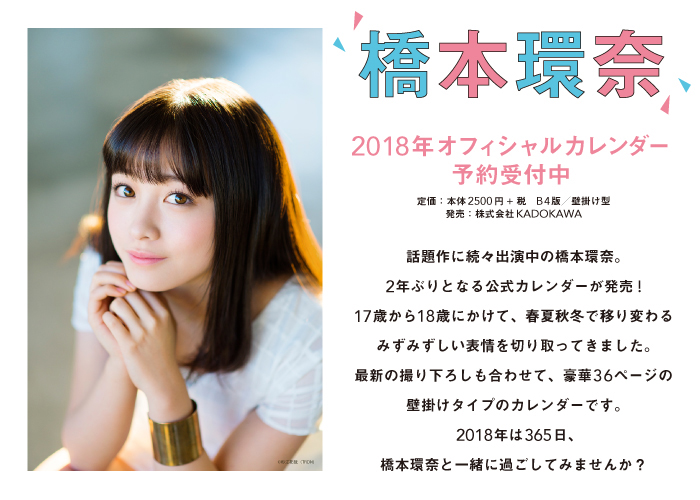 橋本環奈
2018年オフィシャルカレンダー
予約受付中
定価：本体2500円＋税　B4版／壁掛け型
発売：株式会社KADOKAWA
話題作に続々出演中の橋本環奈。
2年ぶりとなる公式カレンダーが発売！
17歳から18歳にかけて、春夏秋冬で移り変わる
みずみずしい表情を切り取ってきました。
最新の撮り下ろしも合わせて、豪華36ページの
壁掛けタイプのカレンダーです。
2018年は365日、
橋本環奈と一緒に過ごしてみませんか？